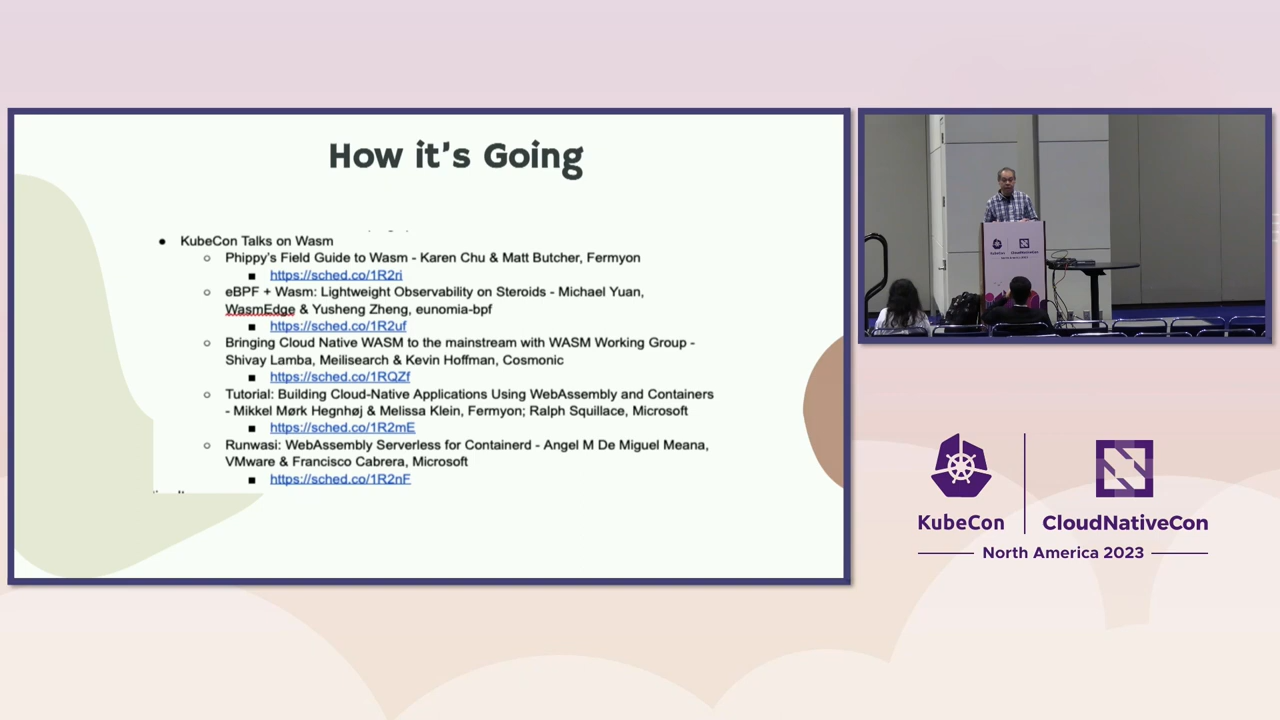 How it's Going
● KubeCon Talks on Wasm
○ Phippy's Field Guide to Wasm - Karen Chu & Matt Butcher, Fermyon
■ https://sched.co/1R2ri
○ eBPF + Wasm: Lightweight Observability on Steroids - Michael Yuan,
WasmEdge & Yusheng Zheng, eunomia-bpf
■ https://sched.co/1R2uf
○ Bringing Cloud Native WASM to the mainstream with WASM Working Group -
Shivay Lamba, Meilisearch & Kevin Hoffman, Cosmonic
■ https://sched.co/1RQZf
○ Tutorial: Building Cloud-Native Applications Using WebAssembly and Containers
- Mikkel Mørk Hegnhøj & Melissa Klein, Fermyon; Ralph Squillace, Microsoft
■ https://sched.co/1R2mE
○ Runwasi: WebAssembly Serverless for Containerd - Angel M De Miguel Meana,
VMware & Francisco Cabrera, Microsoft
■ https://sched.co/1R2nF
KubeCon CloudNativeCon
KubeCon
CloudNativeCon
North America 2023